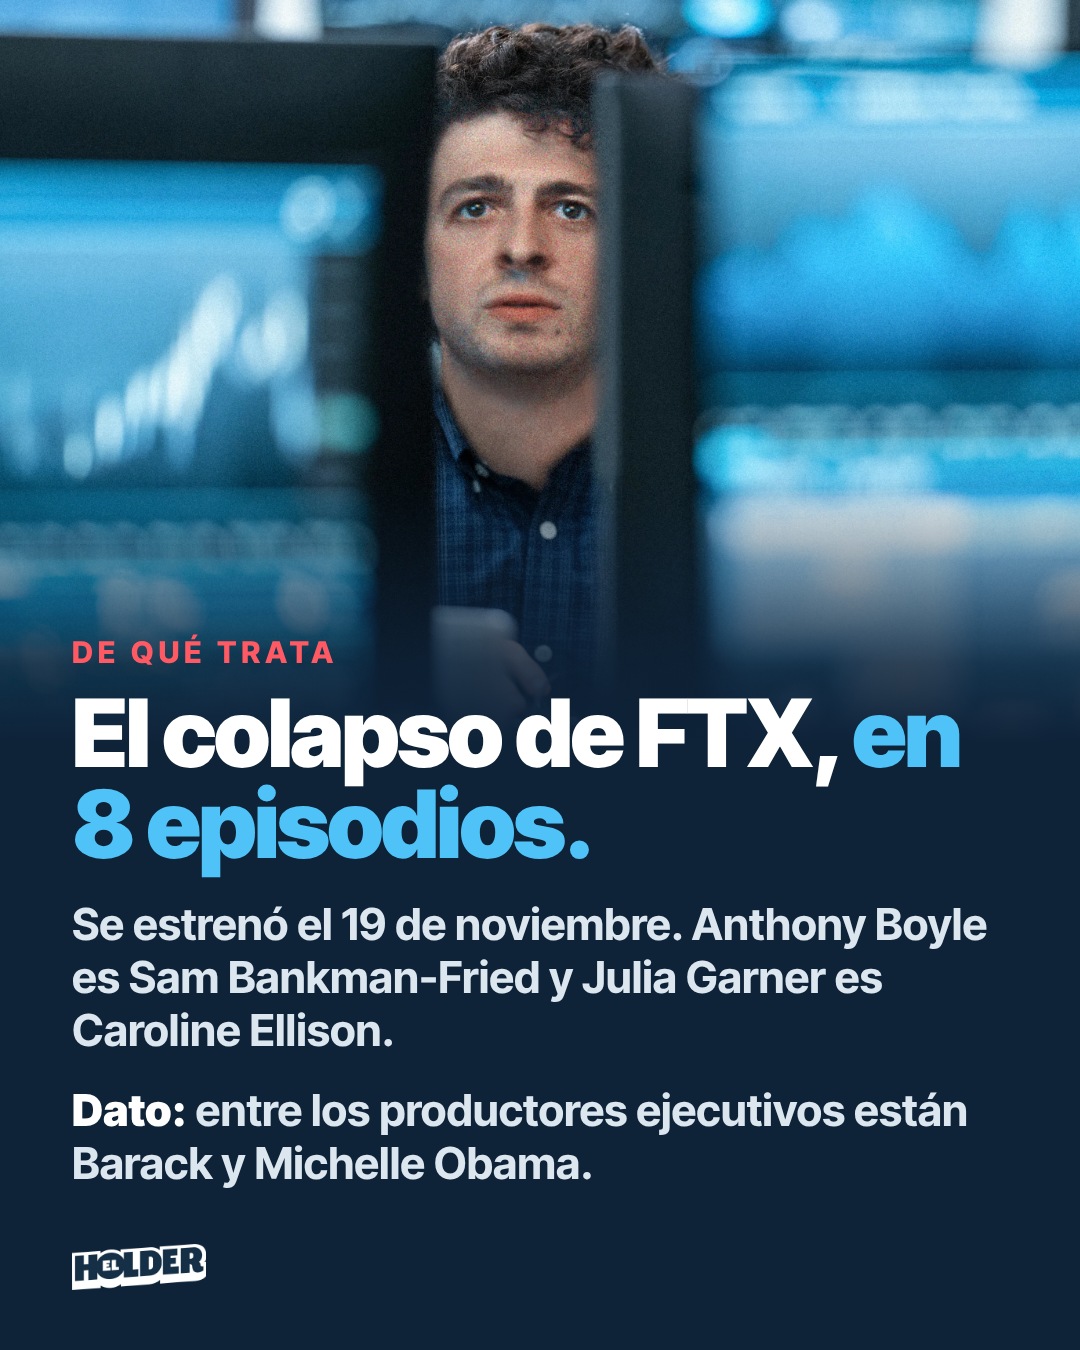 DE QUÉ TRATA
El colapso de FTX, en
8 episodios.
Se estrenó el 19 de noviembre. Anthony Boyle
es Sam Bankman-Fried y Julia Garner es
Caroline Ellison.
Dato: entre los productores ejecutivos están
Barack y Michelle Obama.
EL HOLDER